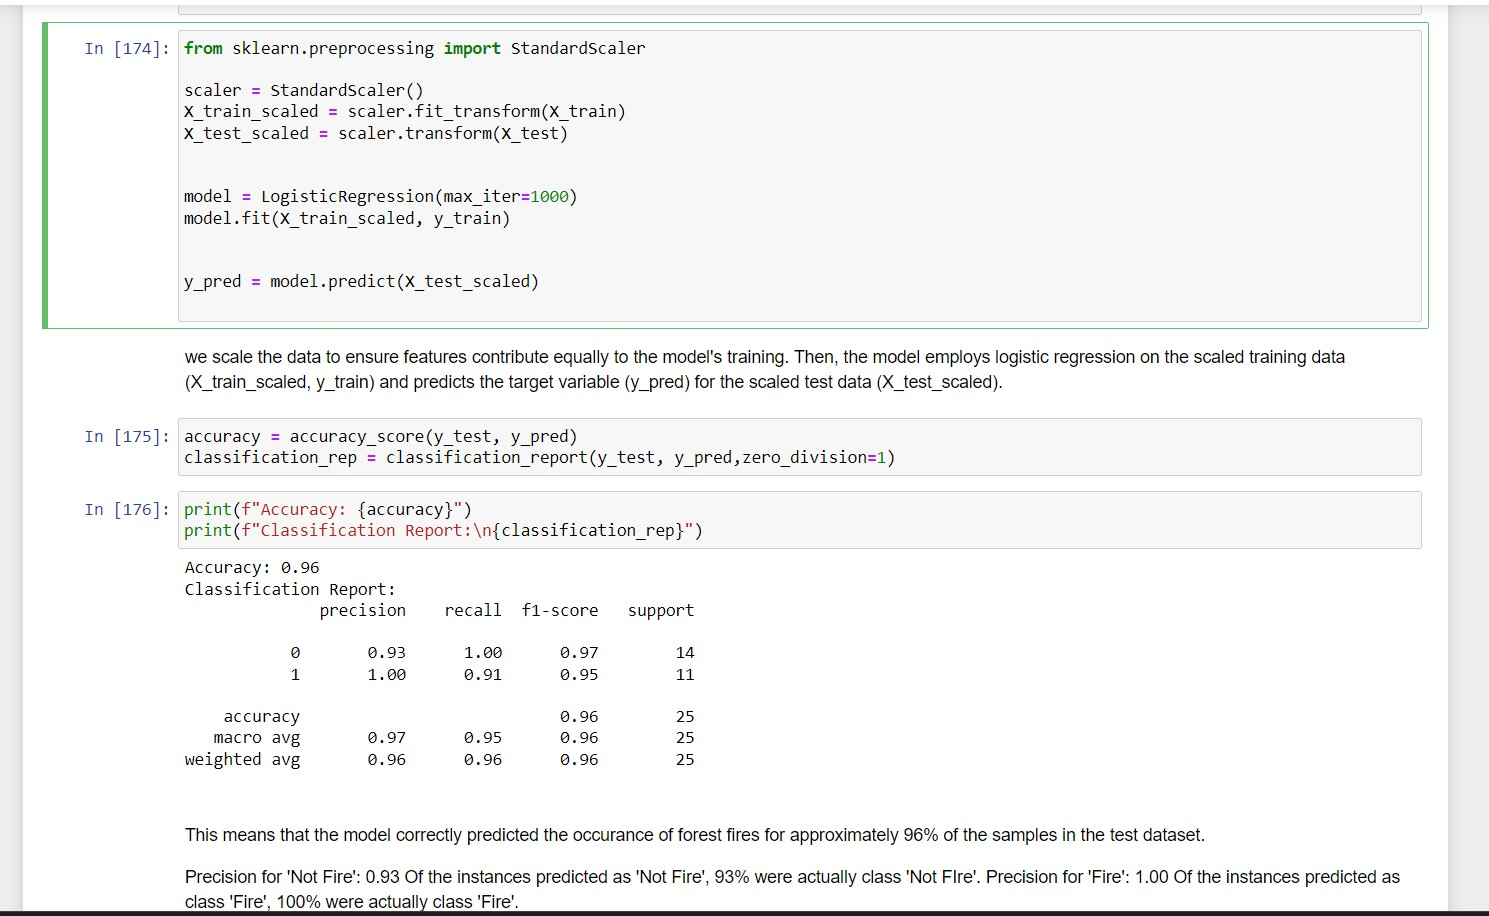 In [174]: from sklearn.preprocessing import StandardScaler
scaler = StandardScaler()
X_train_scaled = scaler.fit_transform(X_train)
X_test_scaled = scaler.transform(X_test)
model = LogisticRegression(max_iter=1000)
model.fit(X_train_scaled, y_train)
y_pred = model.predict(X_test_scaled)
we scale the data to ensure features contribute equally to the model's training. Then, the model employs logistic regression on the scaled training data
(X_train_scaled, y_train) and predicts the target variable (y_pred) for the scaled test data (X_test_scaled).
In [175]: accuracy = accuracy_score(y_test, y_pred)
classification_rep = classification_report(y_test, y_pred,zero_division=1)
In [176]: print(f"Accuracy: {accuracy}")
print(f"Classification Report:\n{classification_rep}")
Accuracy: 0.96
Classification Report:
precision recall f1-score support
0 0.93 1.00 0.97 14
1 1.00 0.91 0.95 11
accuracy 0.96 25
macro avg 0.97 0.95 0.96 25
weighted avg 0.96 0.96 0.96 25
This means that the model correctly predicted the occurance of forest fires for approximately 96% of the samples in the test dataset.
Precision for 'Not Fire': 0.93 Of the instances predicted as 'Not Fire', 93% were actually class 'Not FIre'. Precision for 'Fire': 1.00 Of the instances predicted as
class 'Fire', 100% were actually class 'Fire'.